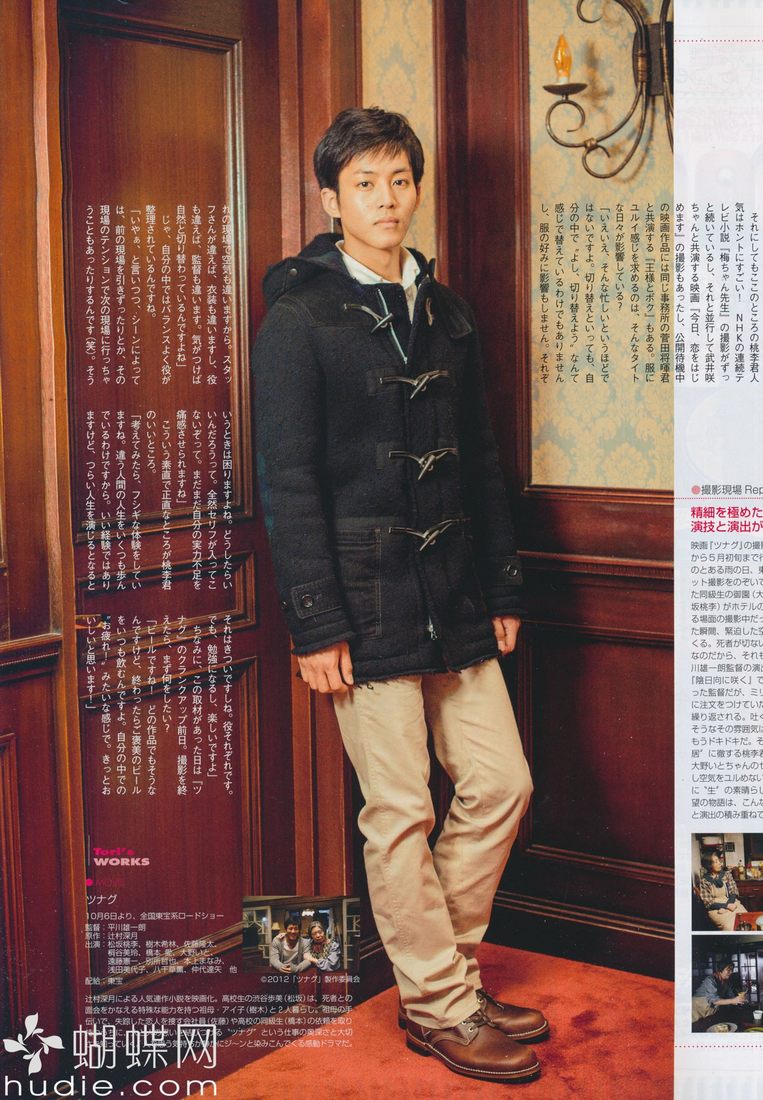 それにしてもここのところの桃李君人
気はホントにすごい！　NHKの連続テ
レビ小説『梅ちゃん先生』の撮影がずっ
と続いているし、それと並行して武井咲
ちゃんと共演する映画『今日、恋をはじ
めます』の撮影もあったし、公開待機中
の映画作品には同じ事務所の菅田将暉君
と共演する『王様とボク』もある。服に
ユルイ感じを求めるのは、そんなタイト
な日々が影響している？
「いえいえ、そんな忙しいというほどで
はないですよ。切り替えといっても、自
分の中で〝よし、切り替えよう〟なんて
感じで替えているわけでもありません
し、服の好みに影響もしません。それぞ
れの現場で空気も違いますから。スタッ
フさんが違えば、衣装も違いますし、役
も違えば、監督も違います。気がつけば
自然と切り替わっているんですよね」
じゃ、自分の中ではバランスよく役が
整理されているんですね。
「いやぁ、と言いつつ、シーンによって
は、前の現場を引きずったりとか、その
現場のテンションで次の現場に行っちゃ
うこともあったりするんです（笑）。そう
いうときは困りますよね。どうしたらい
いんだろうって。全然セリフが入ってこ
ないぞって。まだまだ自分の実力不足を
痛感させられますね」
こういう素直で正直なところが桃李君
のいいところ。
「考えてみたら、フシギな体験をしてい
ますね。違う人間の人生をいくつも歩ん
でいるわけですから。いい経験ではあり
ますけど、つらい人生を演じるとなると
それはきついですしね。役それぞれです。
でも、勉強になるし、楽しいですよ」
ちなみに、この取材があった日は『ツ
ナグ』のクランクアップ前日。撮影を終
えたら、まず何をしたい？
「ビールですね！　どの作品でもそうな
んですけど、終わったらご褒美のビール
をいつも飲むんですよ。自分の中での
〝お疲れ！〟みたいな感じで。きっとお
いしいと思います！」
Tori's
WORKS
●MOVIE
ツナグ
10月6日より、全国東宝系ロードショー
監督：平川雄一朗
原作：辻村深月
出演：松坂桃李、樹木希林、佐藤隆太、
桐谷美玲、橋本 愛、大野いと、
遠藤憲一、別所哲也、本上まなみ、
浅田美代子、八千草薫、仲代達矢　他
配給：東宝
©2012「ツナグ」製作委員会
辻村深月による人気連作小説を映画化。高校生の渋谷歩美（松坂）は、死者との
面会をかなえる特殊な能力を持つ祖母・アイ子（樹木）と２人暮らし。祖母の手
伝いで、失踪した恋人を捜す会社員（佐藤）や高校の同級生（橋本）の依頼を取り
“ツナグ”という仕事の奥深さと大切
ジーンと染みこんでくる感動ドラマだ。
●撮影現場 Rep
精細を極めた
演技と演出が
映画『ツナグ』の撮影
から５月初旬まで行
のとある雨の日、東
ット撮影をのぞいて
た同級生の御園（大
坂桃李）がホテルの
る場面の撮影中だっ
た瞬間、緊迫した空
くる。死者が切ない
なのだから、それも
川雄一朗監督の演出
『陰日向に咲く』で
った監督だが、ミリ
に注文をつけていた
繰り返される。吐く
そうなその雰囲気は
もうドキドキだ。そ
居〟に徹する桃李君
大野いとちゃんのせ
し空気をユルめない
に〝生〟の素晴らし
望の物語は、こんな
と演出の積み重ねで
蝴蝶网
hudie.com